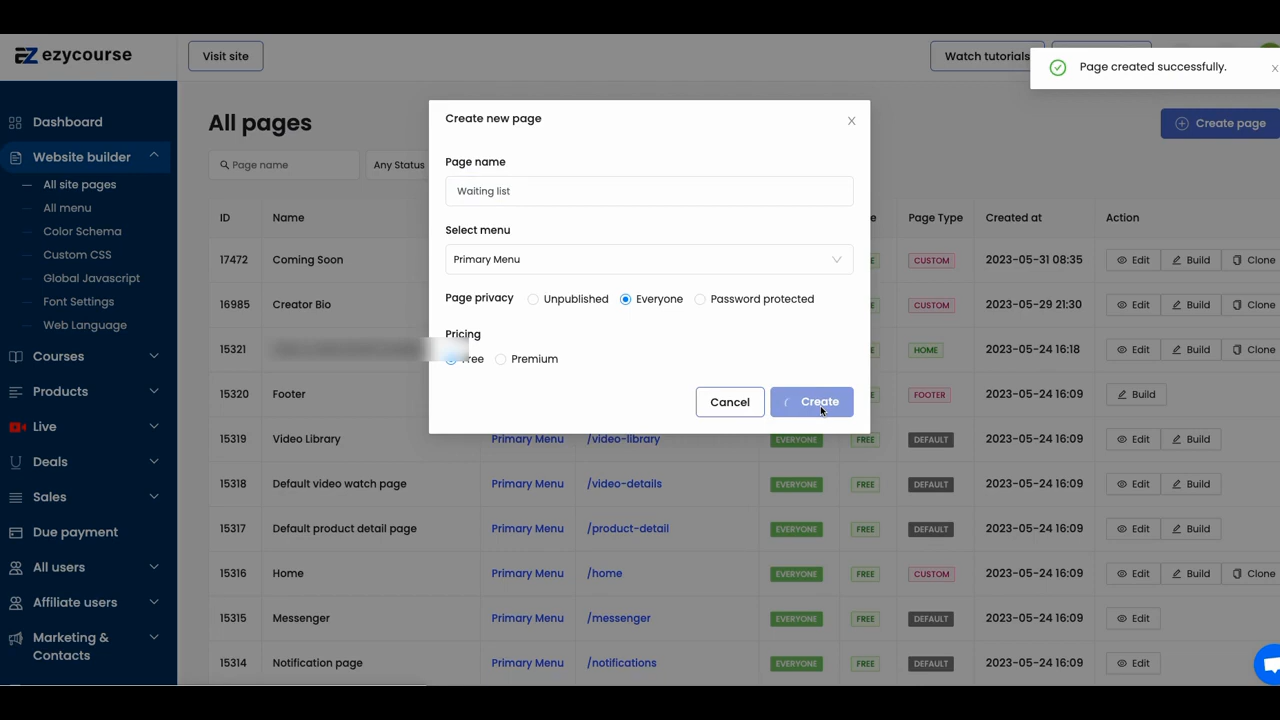 ezycourse
Visit site
Watch tutorials
Page created successfully.
Dashboard
Website builder
All site pages
All menu
Color Schema
Custom CSS
Global Javascript
Font Settings
Web Language
Courses
Products
Live
Deals
Sales
Due payment
All users
Affiliate users
Marketing &
Contacts
All pages
Create page
Page name
Any Status
ID Name Page Type Created at Action
17472 Coming Soon CUSTOM 2023-05-31 08:35 Edit Build Clone
16985 Creator Bio CUSTOM 2023-05-29 21:30 Edit Build Clone
15321 HOME 2023-05-24 16:18 Edit Build Clone
15320 Footer FOOTER 2023-05-24 16:09 Build
15319 Video Library Primary Menu /video-library EVERYONE FREE DEFAULT 2023-05-24 16:09 Edit Build
15318 Default video watch page Primary Menu /video-details EVERYONE FREE DEFAULT 2023-05-24 16:09 Edit Build
15317 Default product detail page Primary Menu /product-detail EVERYONE FREE DEFAULT 2023-05-24 16:09 Edit Build
15316 Home Primary Menu /home EVERYONE FREE CUSTOM 2023-05-24 16:09 Edit Build Clone
15315 Messenger Primary Menu /messenger EVERYONE FREE DEFAULT 2023-05-24 16:09 Edit
15314 Notification page Primary Menu /notifications EVERYONE FREE DEFAULT 2023-05-24 16:09 Edit
Create new page
Page name
Waiting list
Select menu
Primary Menu
Page privacy Unpublished Everyone Password protected
Pricing
Free Premium
Cancel Create